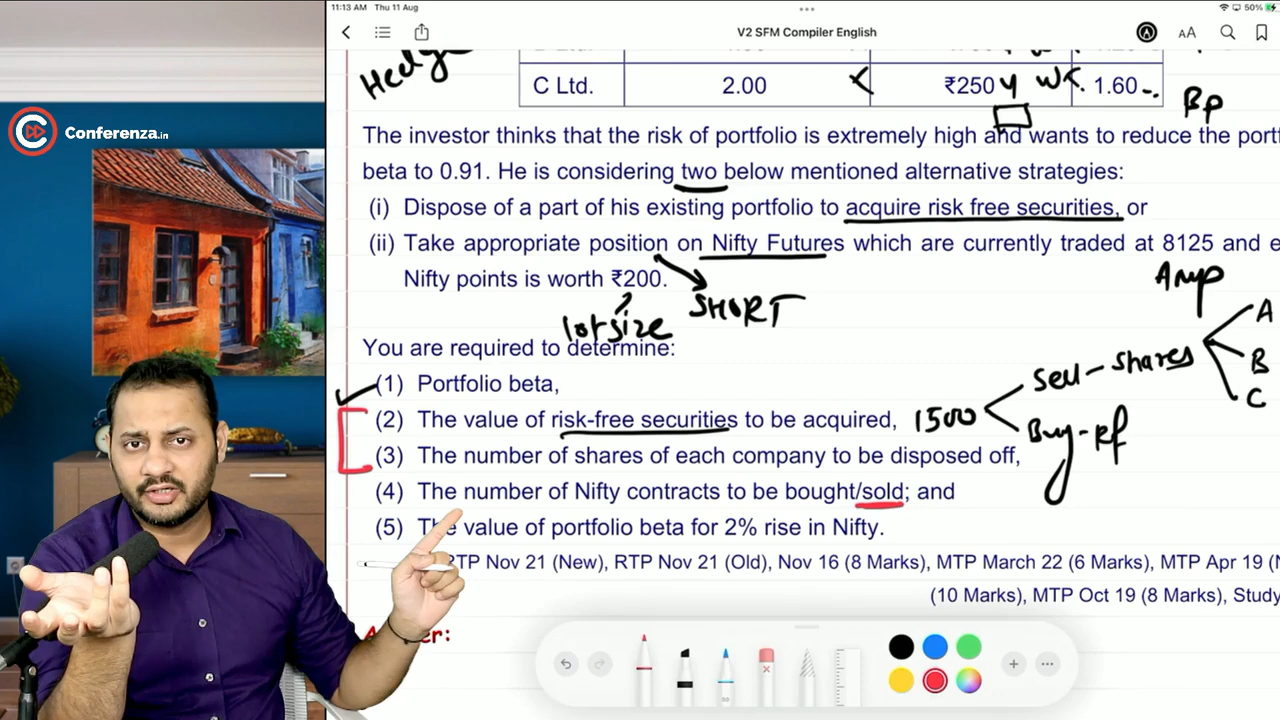 11:13 AM Thu 11 Aug
50%
V2 SFM Compiler English
AA
Hedge
C Ltd. 2.00 ₹250 1.60
Bp
Conferenza.in
The investor thinks that the risk of portfolio is extremely high and wants to reduce the port
beta to 0.91. He is considering two below mentioned alternative strategies:
(i) Dispose of a part of his existing portfolio to acquire risk free securities, or
(ii) Take appropriate position on Nifty Futures which are currently traded at 8125 and e
Nifty points is worth ₹200.
lot size
SHORT
You are required to determine:
(1) Portfolio beta,
(2) The value of risk-free securities to be acquired,
(3) The number of shares of each company to be disposed off,
(4) The number of Nifty contracts to be bought/sold; and
(5) The value of portfolio beta for 2% rise in Nifty.
1500
Sell - Shares
A
B
C
Buy - Rf
RTP Nov 21 (New), RTP Nov 21 (Old), Nov 16 (8 Marks), MTP March 22 (6 Marks), MTP Apr 19 (N
(10 Marks), MTP Oct 19 (8 Marks), Study